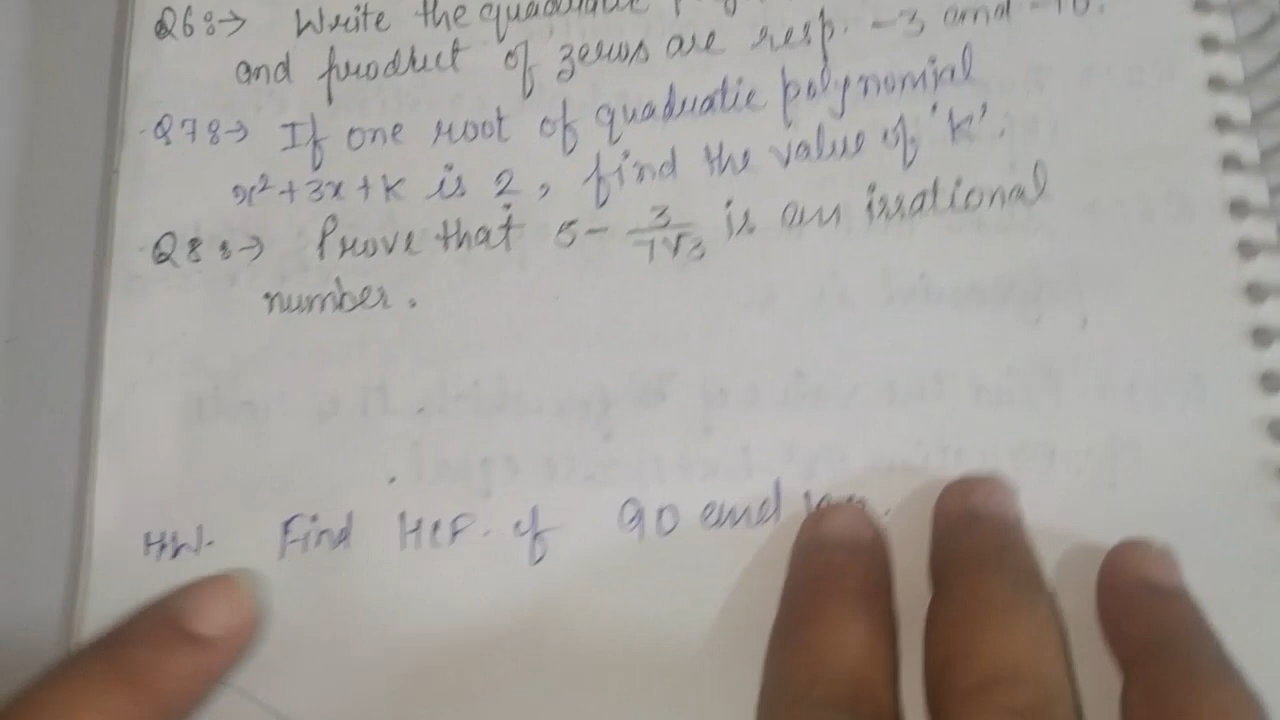 Q6:→ Write the
and product of zeros are resp. -3 and
Q7:→ If one root of quadratic polynomial
x²+3x+k is 2, find the value of 'k'.
Q8:→ Prove that 5 - 3/7√3 is an irrational
number.
HW. Find HCF. of 90 and